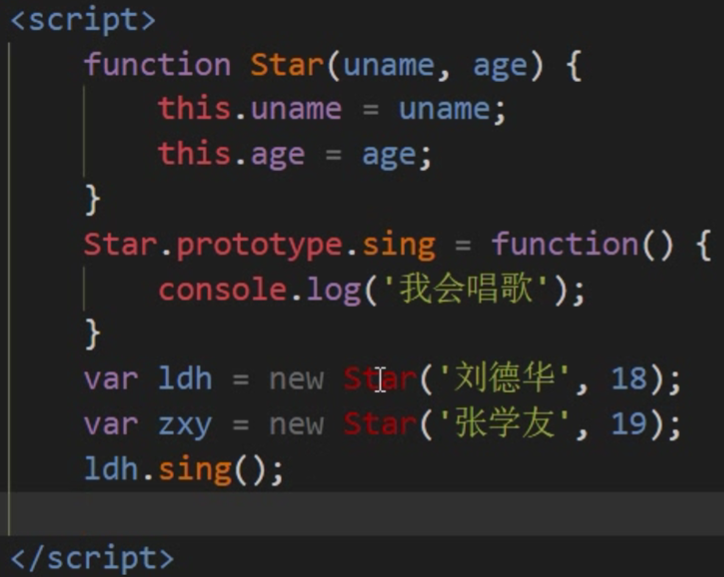 <script>
function Star(uname, age) {
this.uname = uname;
this.age = age;
}
Star.prototype.sing = function() {
console.log('我会唱歌');
}
var ldh = new Star('刘德华', 18);
var zxy = new Star('张学友', 19);
ldh.sing();
</script>